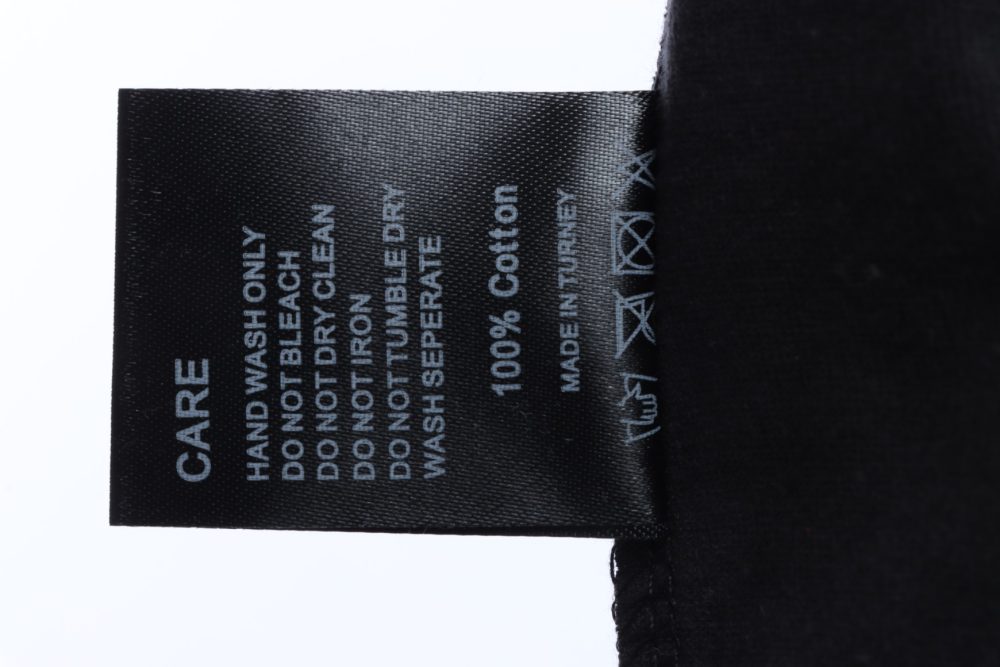 CARE
HAND WASH ONLY
DO NOT BLEACH
DO NOT DRY CLEAN
DO NOT IRON
DO NOT TUMBLE DRY
WASH SEPERATE
100% Cotton
MADE IN TURNEY